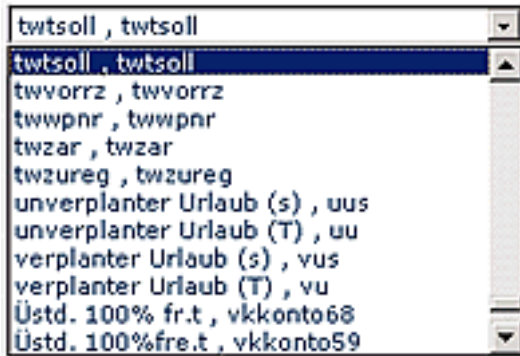 twtsoll , twtsoll
twtsoll , twtsoll
twvorrz , twvorrz
twwpnr , twwpnr
twzar , twzar
twzureg , twzureg
unverplanter Urlaub (s) , uus
unverplanter Urlaub (T) , uu
verplanter Urlaub (s) , vus
verplanter Urlaub (T) , vu
Üstd. 100% fr.t , vkkonto68
Üstd. 100%fre.t , vkkonto59